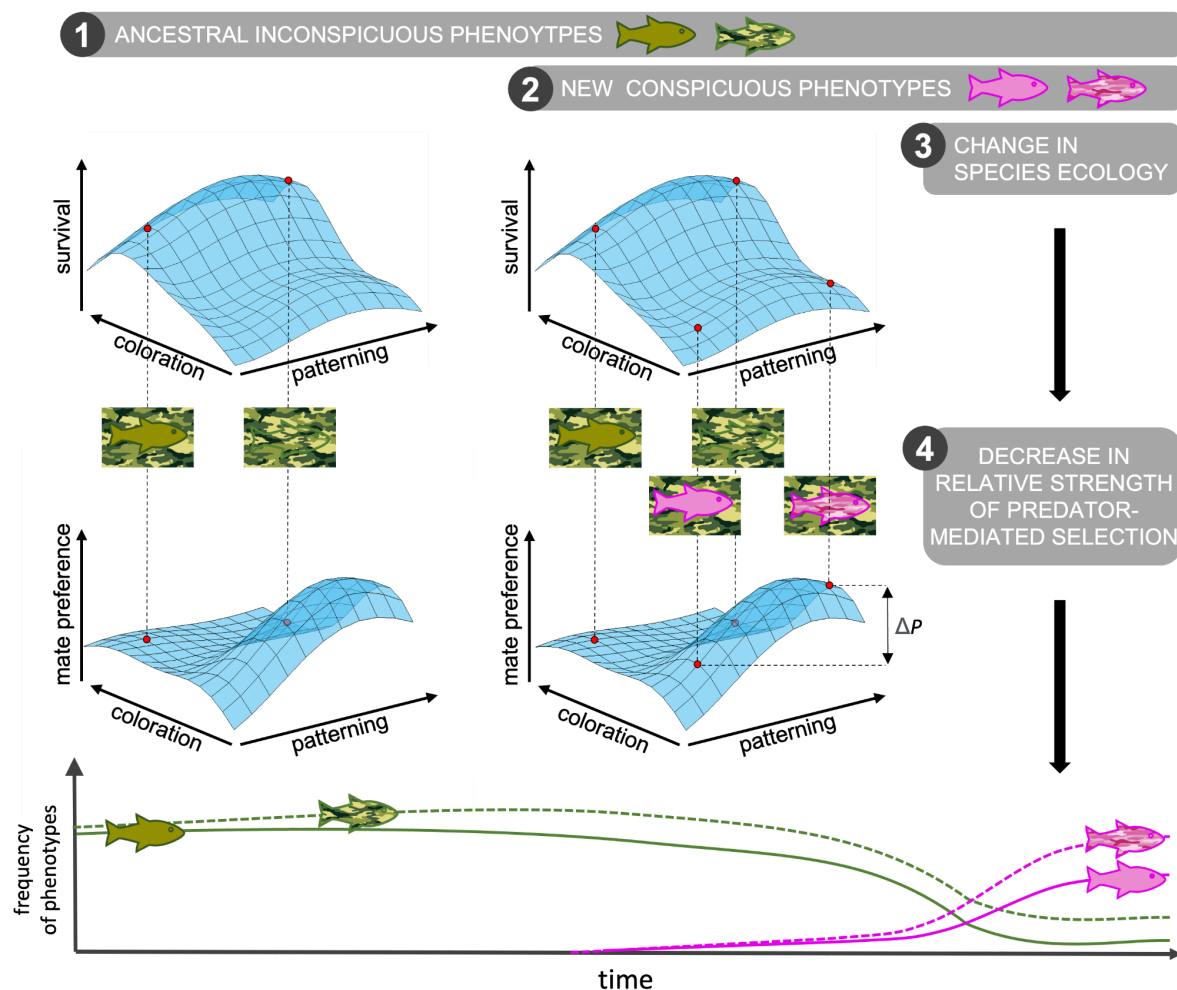 1 ANCESTRAL INCONSPICUOUS PHENOYTPES
2 NEW CONSPICUOUS PHENOTYPES
3 CHANGE IN
SPECIES ECOLOGY
survival
coloration
patterning
survival
coloration
patterning
4 DECREASE IN
RELATIVE STRENGTH
OF PREDATOR-
MEDIATED SELECTION
mate preference
coloration
patterning
mate preference
coloration
patterning
ΔP
frequency
of phenotypes
time